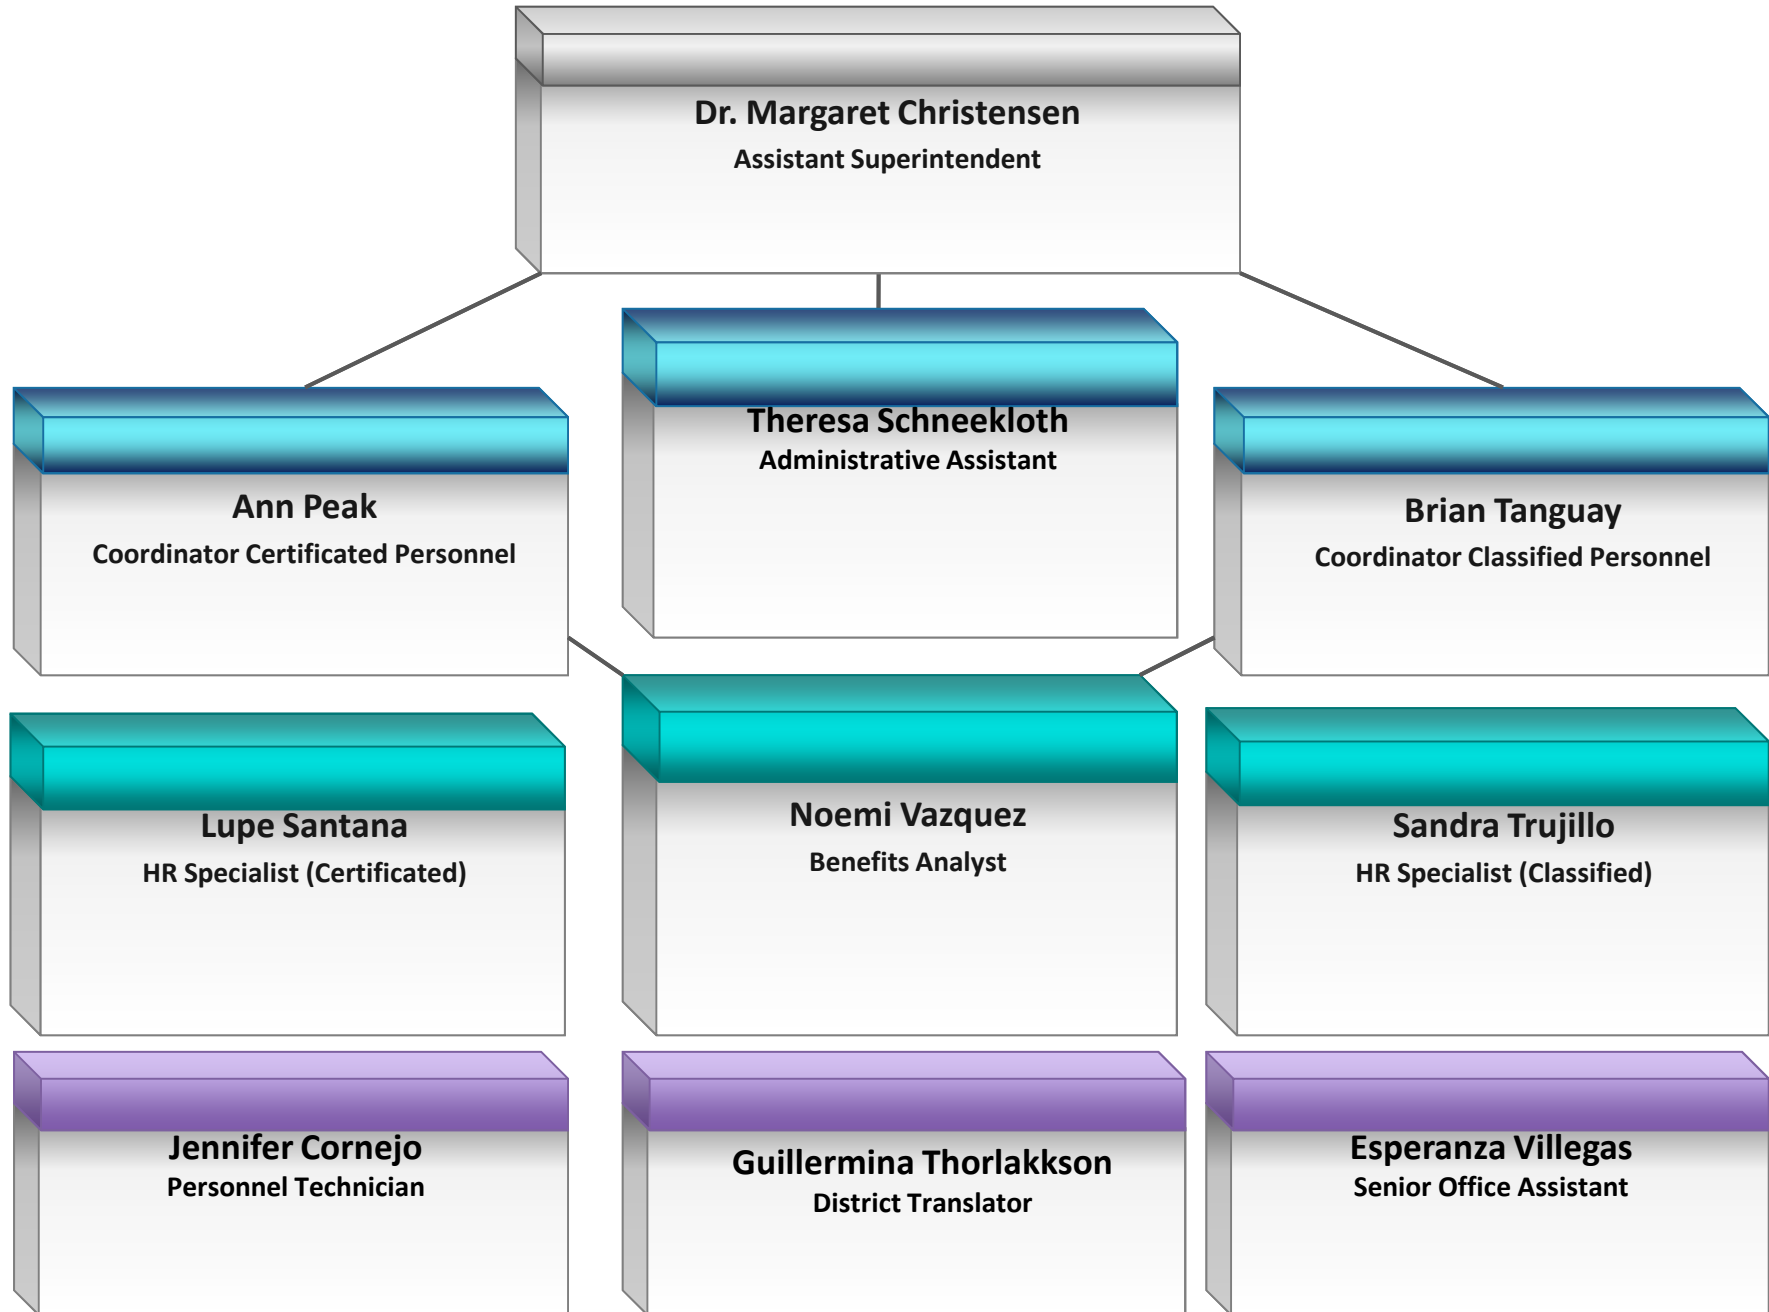 Dr. Margaret Christensen
Assistant Superintendent
Theresa Schneekloth
Administrative Assistant
Ann Peak
Coordinator Certificated Personnel
Brian Tanguay
Coordinator Classified Personnel
Lupe Santana
HR Specialist (Certificated)
Noemi Vazquez
Benefits Analyst
Sandra Trujillo
HR Specialist (Classified)
Jennifer Cornejo
Personnel Technician
Guillermina Thorlakkson
District Translator
Esperanza Villegas
Senior Office Assistant